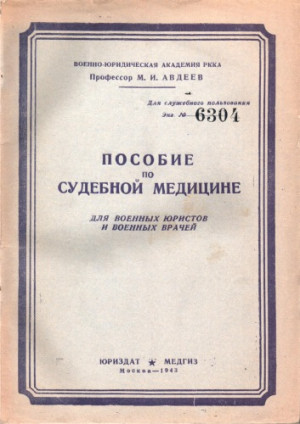 ВОЕННО-ЮРИДИЧЕСКАЯ АКАДЕМИЯ РККА
Профессор М. И. АВДЕЕВ
Для служебного пользования
Экз. № 6304
ПОСОБИЕ
ПО
СУДЕБНОЙ МЕДИЦИНЕ
ДЛЯ ВОЕННЫХ ЮРИСТОВ
И ВОЕННЫХ ВРАЧЕЙ
ЮРИЗДАТ ★ МЕДГИЗ
Москва—1943